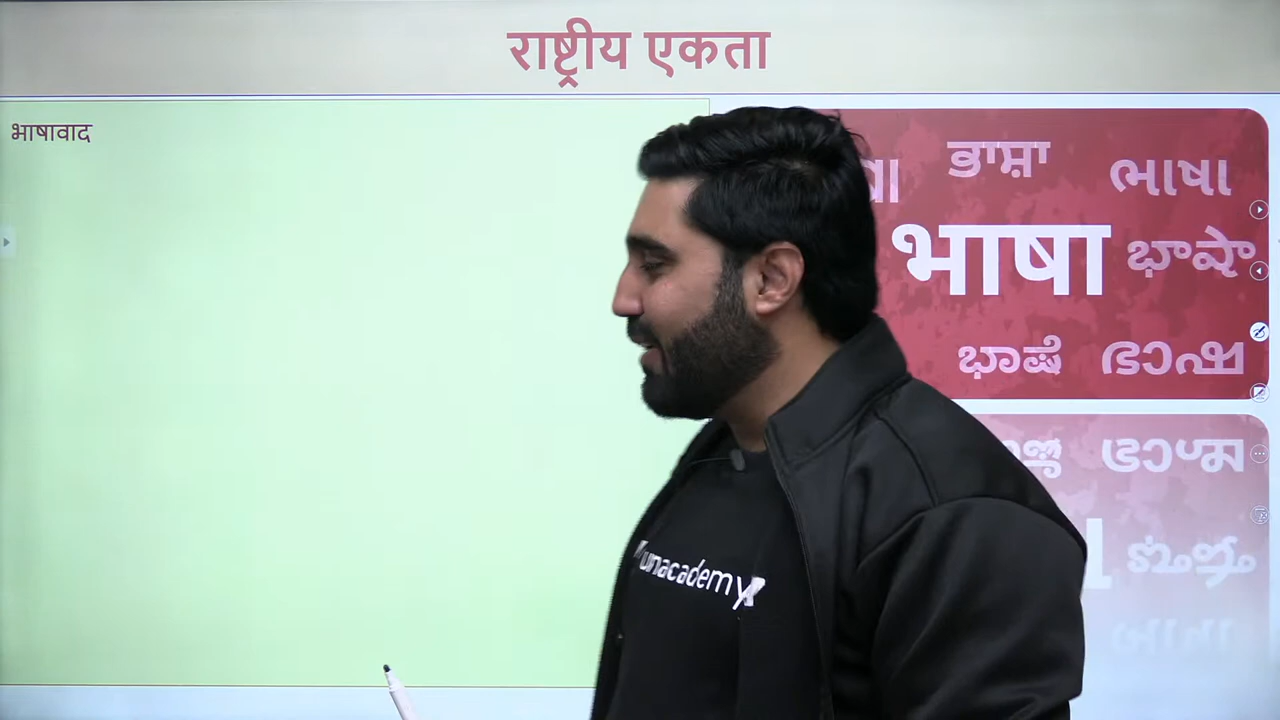 राष्ट्रीय एकता
भाषावाद
ਭਾਸ਼ਾ
ભાષા
भाषा
భాషా
ಭಾಷೆ
ഭാഷ
unacademy